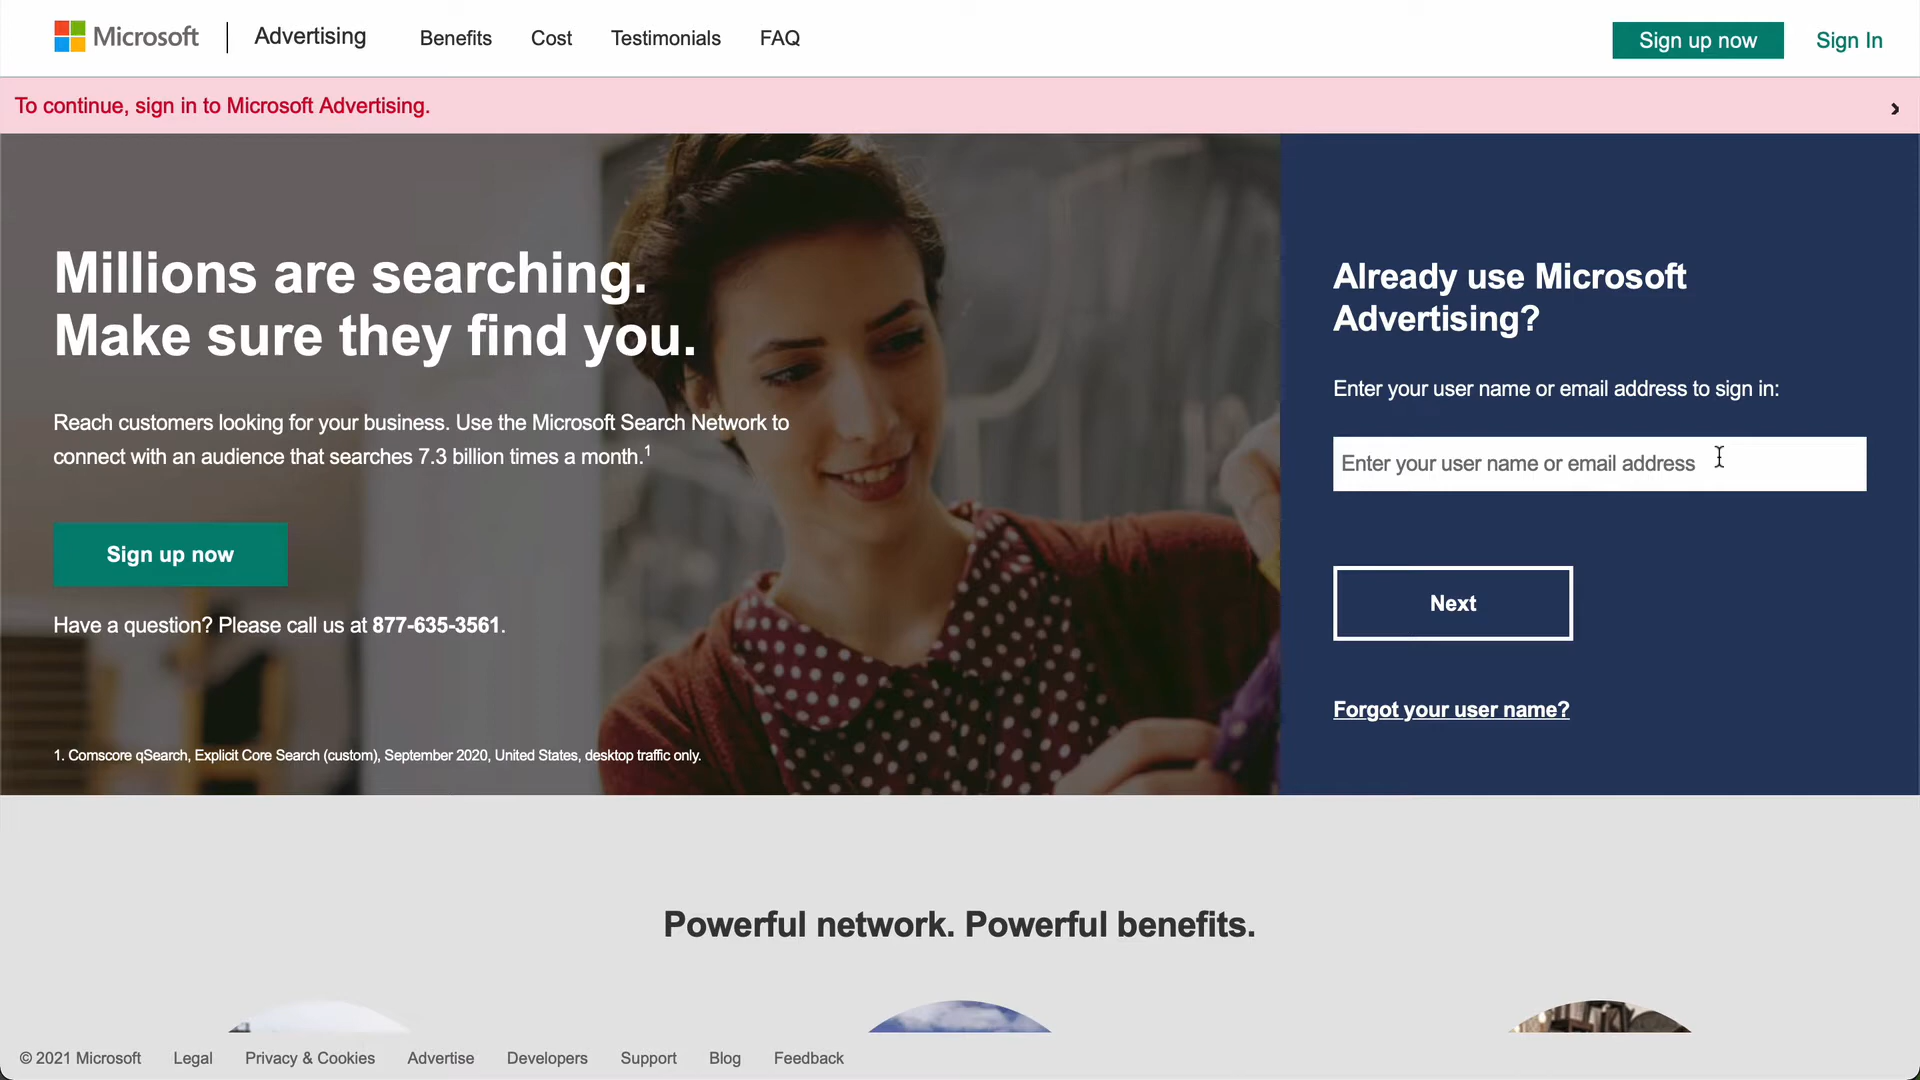 Microsoft
Advertising
Benefits
Cost
Testimonials
FAQ
Sign up now
Sign In
To continue, sign in to Microsoft Advertising.
Millions are searching.
Make sure they find you.
Reach customers looking for your business. Use the Microsoft Search Network to
connect with an audience that searches 7.3 billion times a month.1
Sign up now
Have a question? Please call us at 877-635-3561.
1. Comscore qSearch, Explicit Core Search (custom), September 2020, United States, desktop traffic only.
Already use Microsoft
Advertising?
Enter your user name or email address to sign in:
Enter your user name or email address
Next
Forgot your user name?
Powerful network. Powerful benefits.
© 2021 Microsoft
Legal
Privacy & Cookies
Advertise
Developers
Support
Blog
Feedback